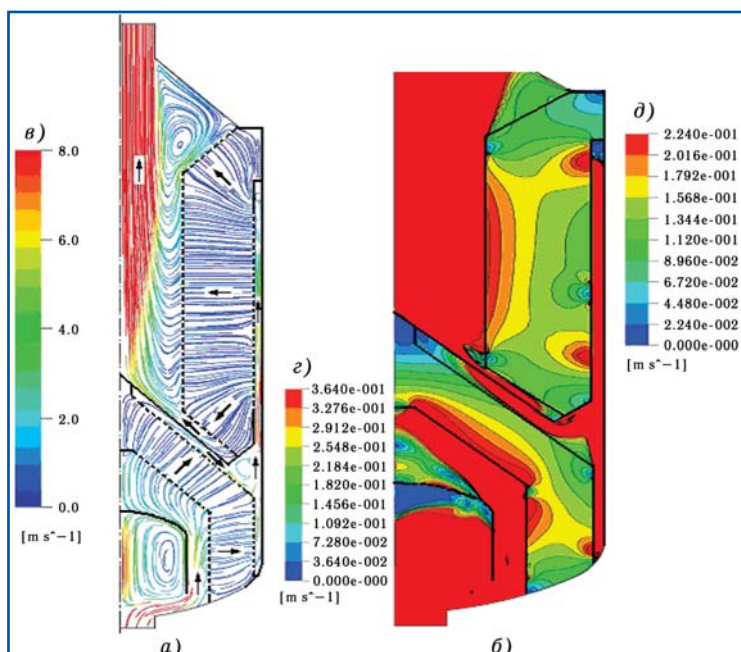 в)
8.0
6.0
4.0
2.0
0.0
[m s^-1]
а)
г)
3.640e-001
3.276e-001
2.912e-001
2.548e-001
2.184e-001
1.820e-001
1.456e-001
1.092e-001
7.280e-002
3.642e-002
0.000e-000
[m s^-1]
б)
д)
2.240e-001
2.016e-001
1.792e-001
1.568e-001
1.344e-001
1.120e-001
8.960e-002
6.720e-002
4.480e-002
2.240e-002
0.000e-000
[m s^-1]